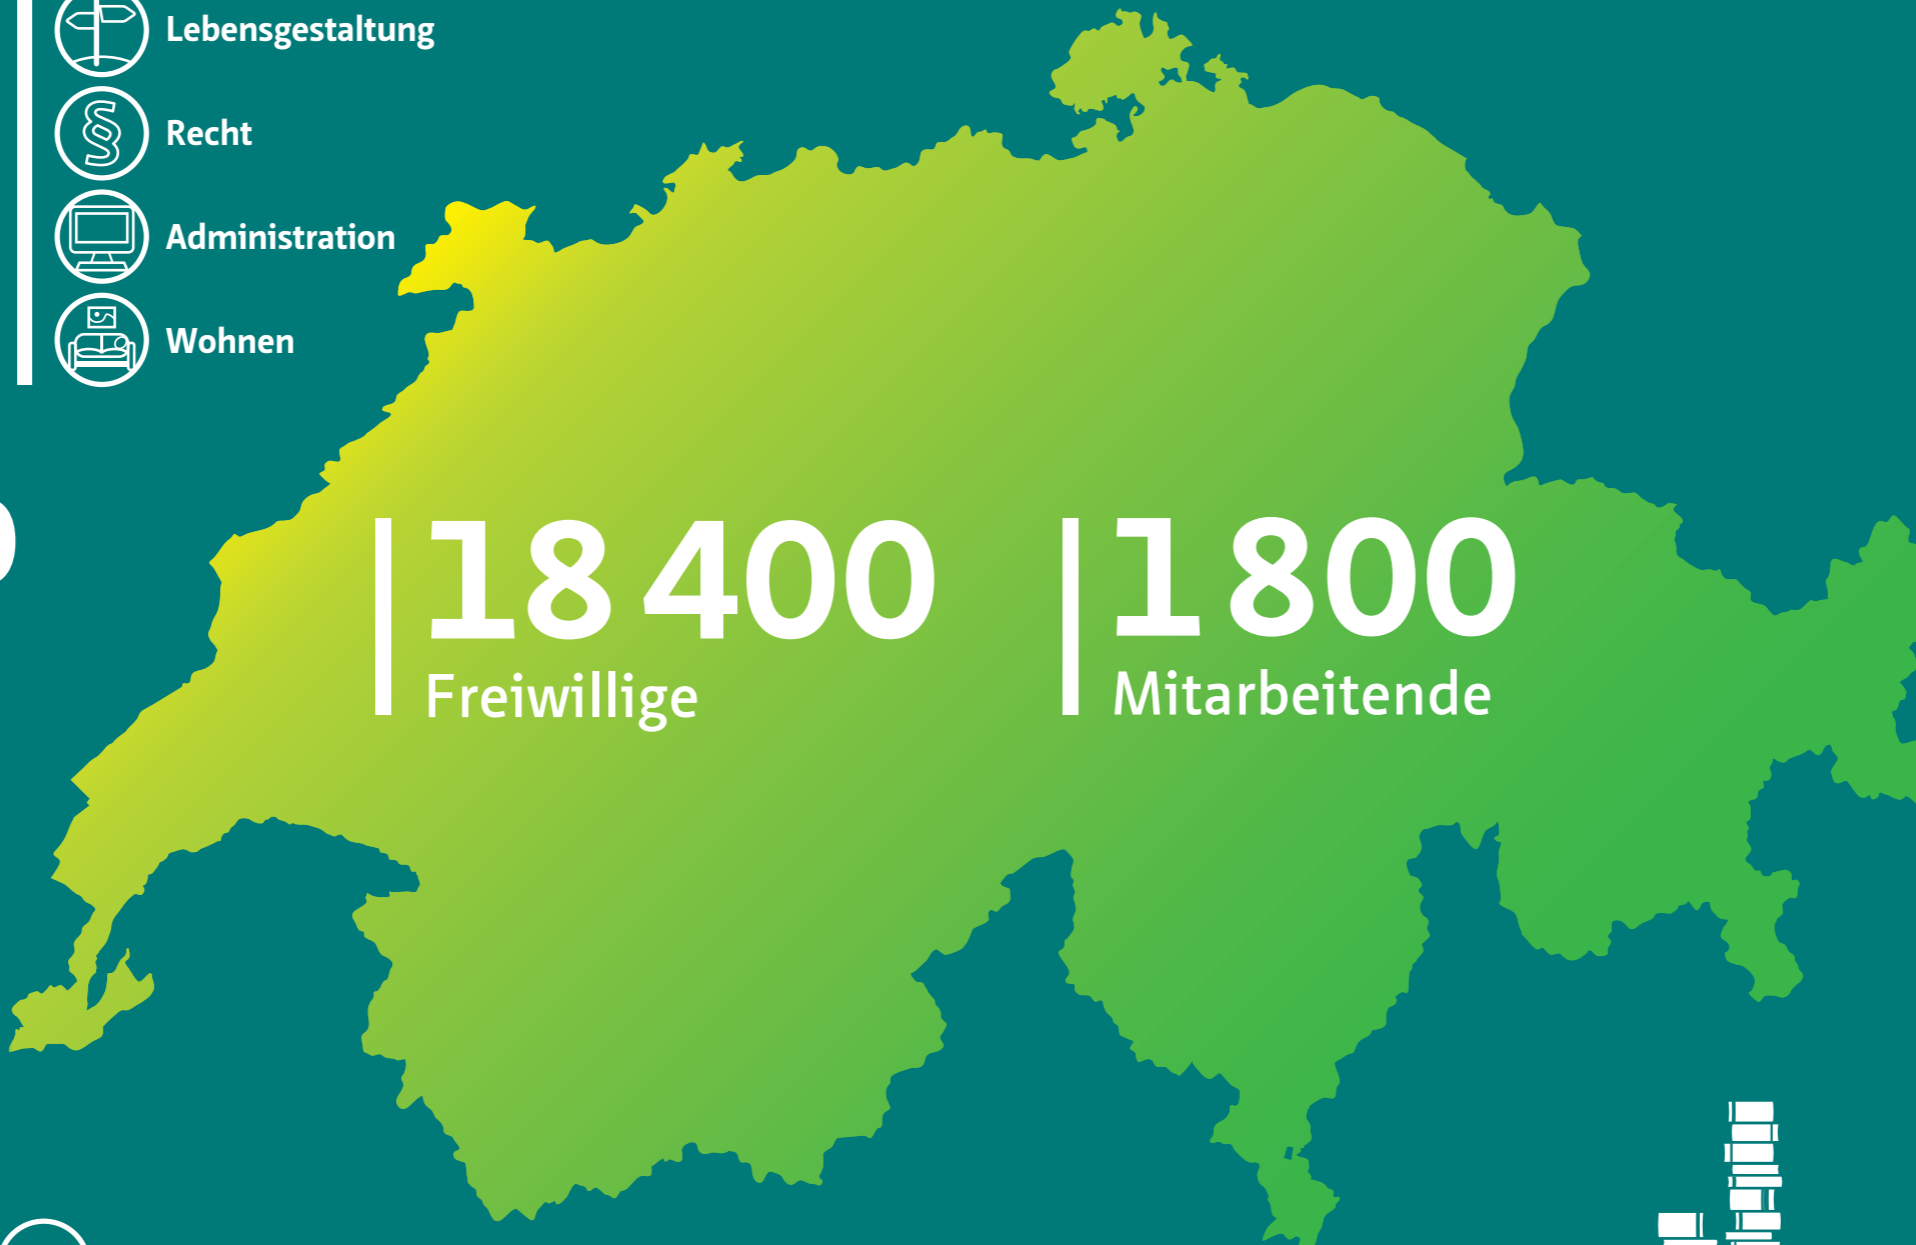 Lebensgestaltung
Recht
Administration
Wohnen
18 400
Freiwillige
1 800
Mitarbeitende